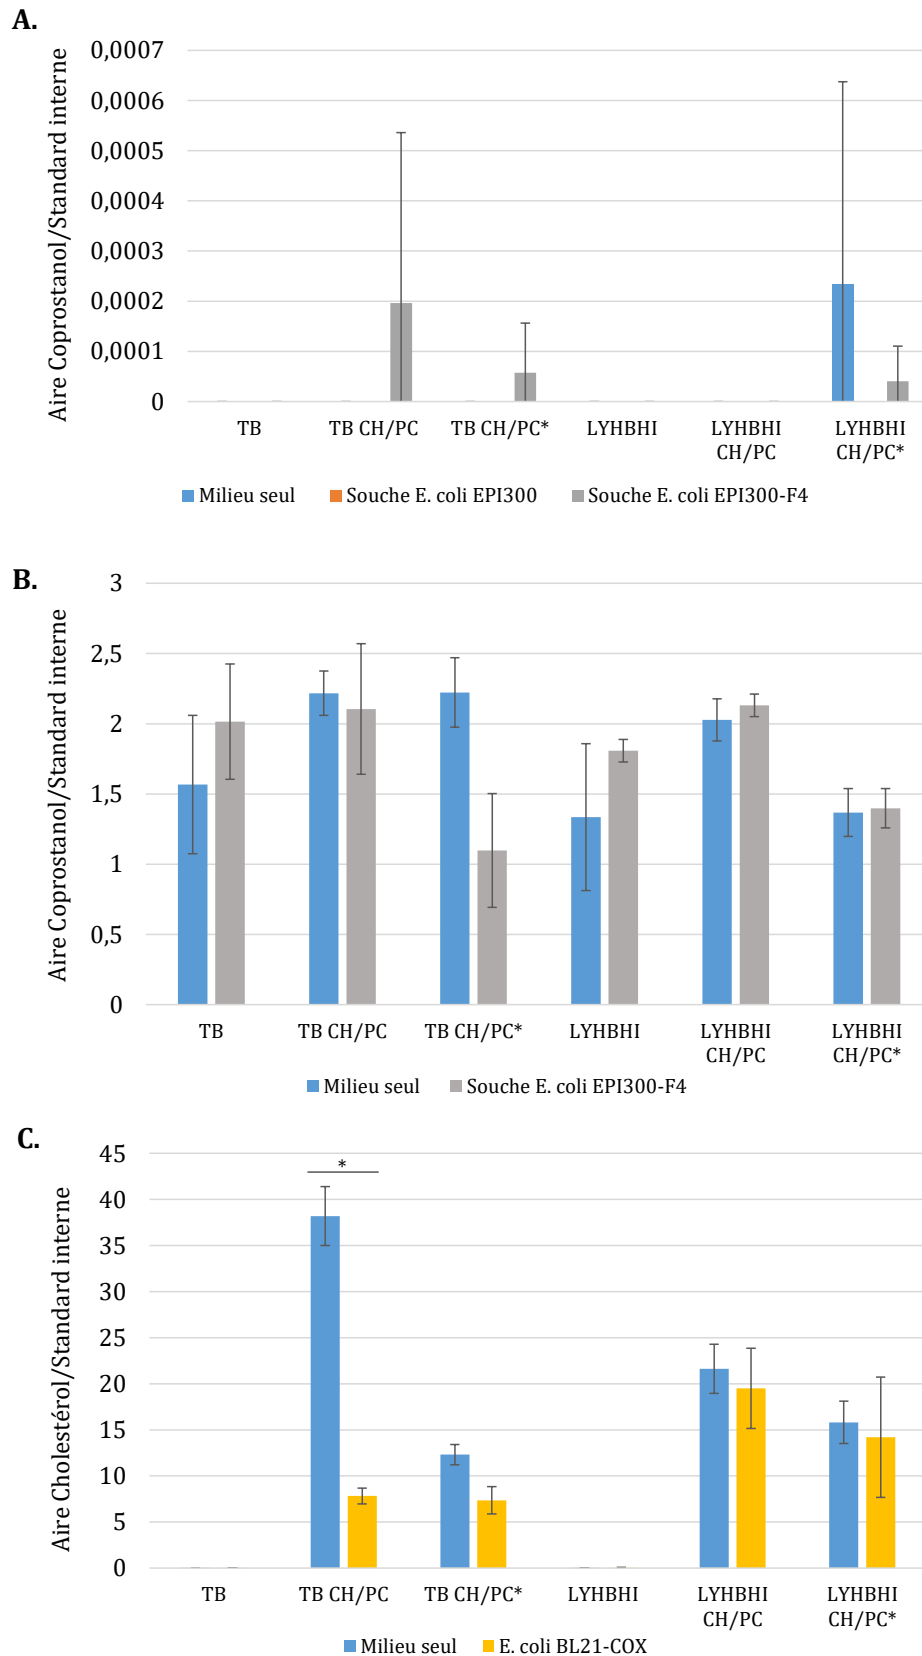 A.
Aire Coprostanol/Standard interne
0,0007
0,0006
0,0005
0,0004
0,0003
0,0002
0,0001
0
TB
TB CH/PC
TB CH/PC*
LYHBHI
LYHBHI
CH/PC
LYHBHI
CH/PC*
Milieu seul
Souche E. coli EPI300
Souche E. coli EPI300-F4
B.
Aire Coprostanol/Standard interne
3
2,5
2
1,5
1
0,5
0
TB
TB CH/PC
TB CH/PC*
LYHBHI
LYHBHI
CH/PC
LYHBHI
CH/PC*
Milieu seul
Souche E. coli EPI300-F4
C.
Aire Cholestérol/Standard interne
45
40
35
30
25
20
15
10
5
0
*
TB
TB CH/PC
TB CH/PC*
LYHBHI
LYHBHI
CH/PC
LYHBHI
CH/PC*
Milieu seul
E. coli BL21-COX